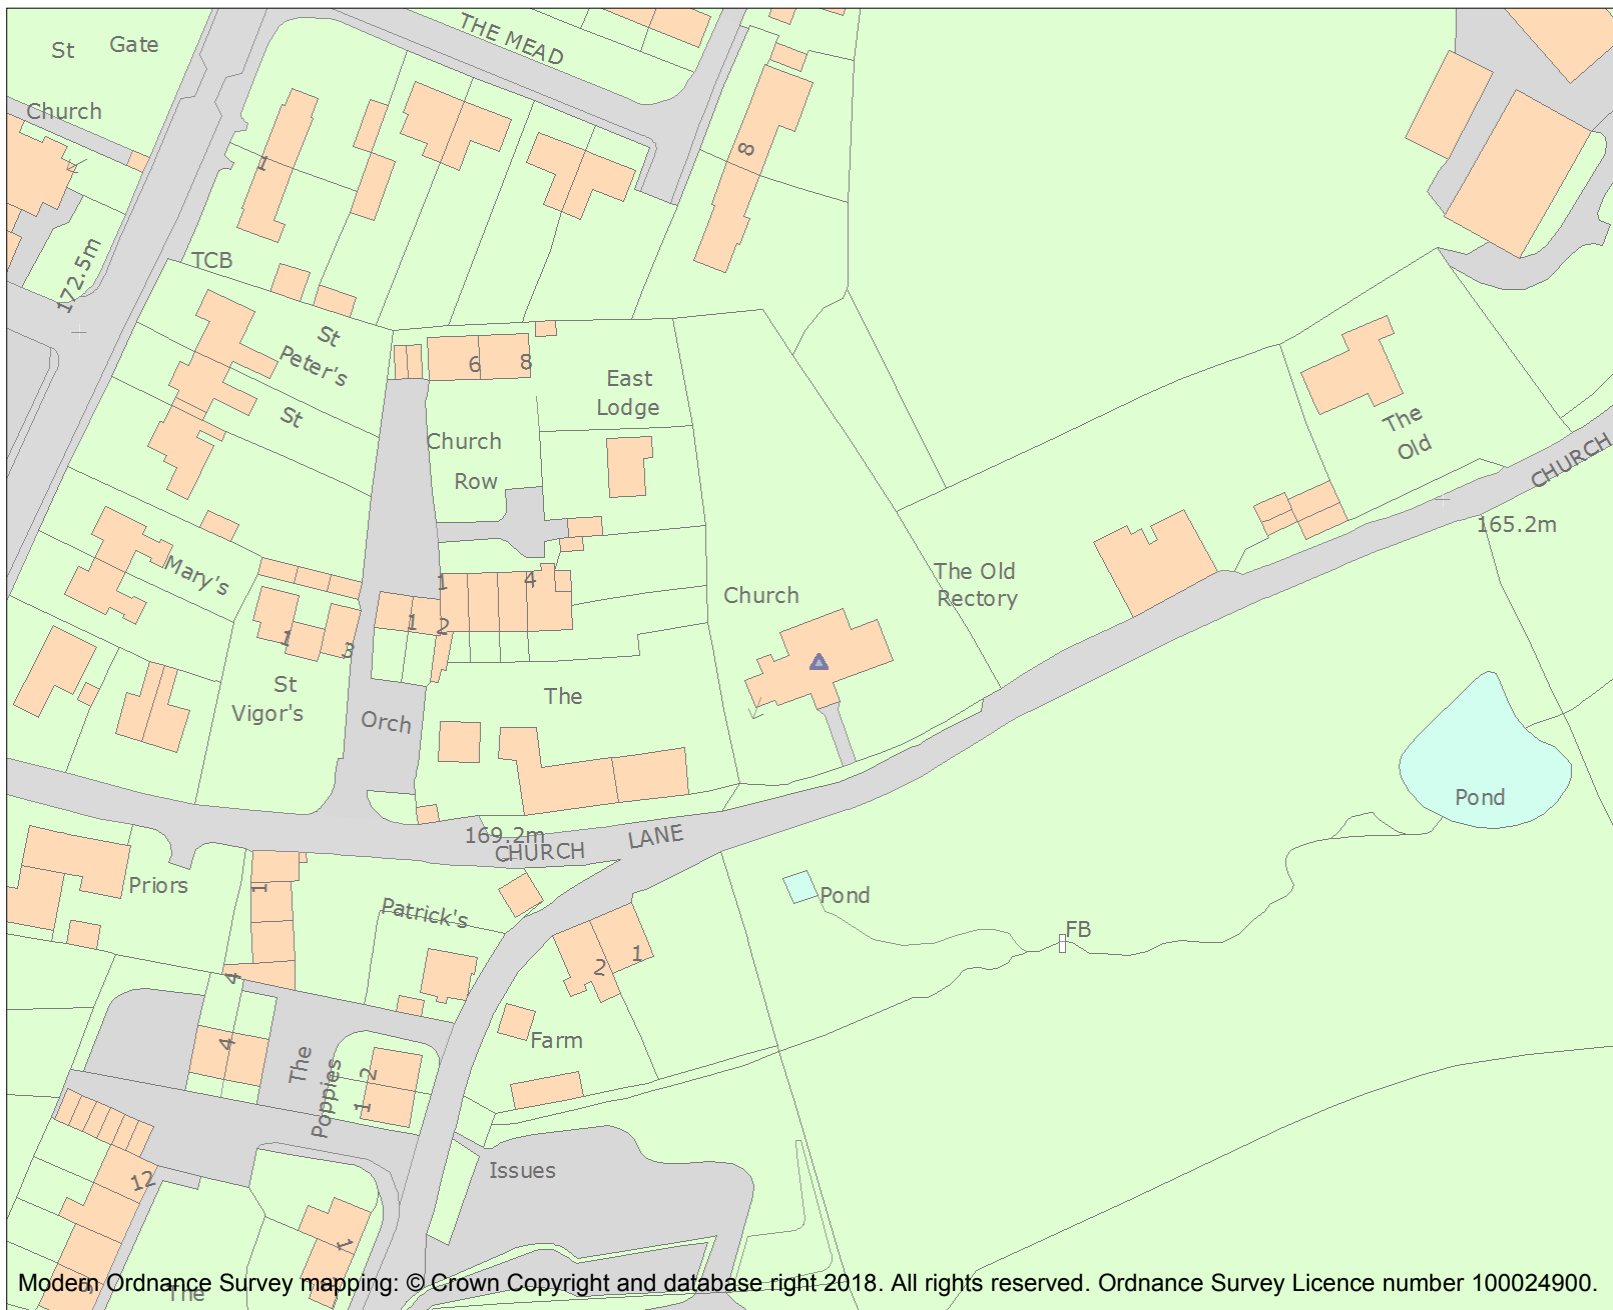 THE MEAD
St Gate
Church
1
8
172.5m
TCB
St
Peter's
St
6 8
East
Lodge
Church
Row
The
Old
CHURCH
165.2m
Mary's
1 4
1 2
1 3
Church
The Old
Rectory
St
Vigor's
The
Orch
Pond
169.2m
CHURCH LANE
Priors
1
Patrick's
Pond
FB
4
2 1
4
Farm
The
Poppies
2
1
Issues
12
1
9
The
Modern Ordnance Survey mapping: © Crown Copyright and database right 2018. All rights reserved. Ordnance Survey Licence number 100024900.